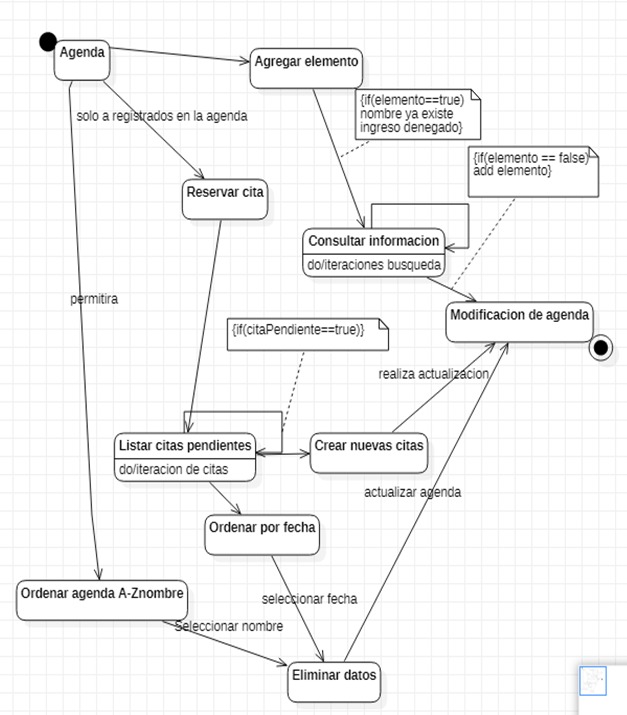 Agenda
Agregar elemento
{if(elemento==true)
nombre ya existe
ingreso denegado}
solo a registrados en la agenda
{if(elemento == false)
add elemento}
Reservar cita
Consultar informacion
do/iteraciones busqueda
permitira
Modificacion de agenda
{if(citaPendiente==true)}
realiza actualizacion
Listar citas pendientes
do/iteracion de citas
Crear nuevas citas
actualizar agenda
Ordenar por fecha
Ordenar agenda A-Znombre
seleccionar fecha
Seleccionar nombre
Eliminar datos